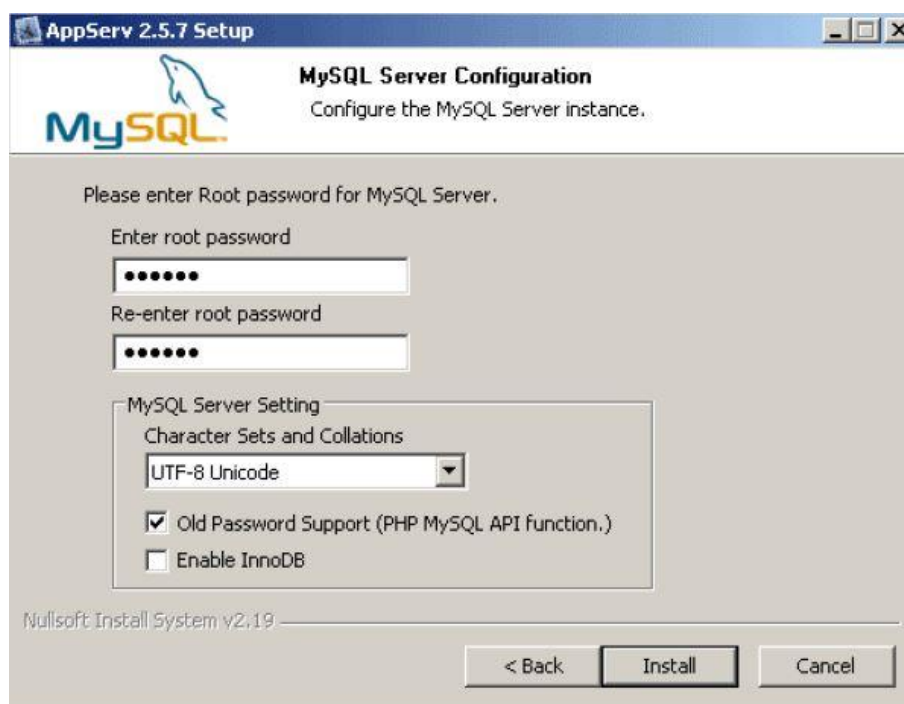 AppServ 2.5.7 Setup
MySQL Server Configuration
Configure the MySQL Server instance.
MySQL
Please enter Root password for MySQL Server.
Enter root password
••••••
Re-enter root password
••••••
MySQL Server Setting
Character Sets and Collations
UTF-8 Unicode
Old Password Support (PHP MySQL API function.)
Enable InnoDB
Nullsoft Install System v2.19
< Back Install Cancel